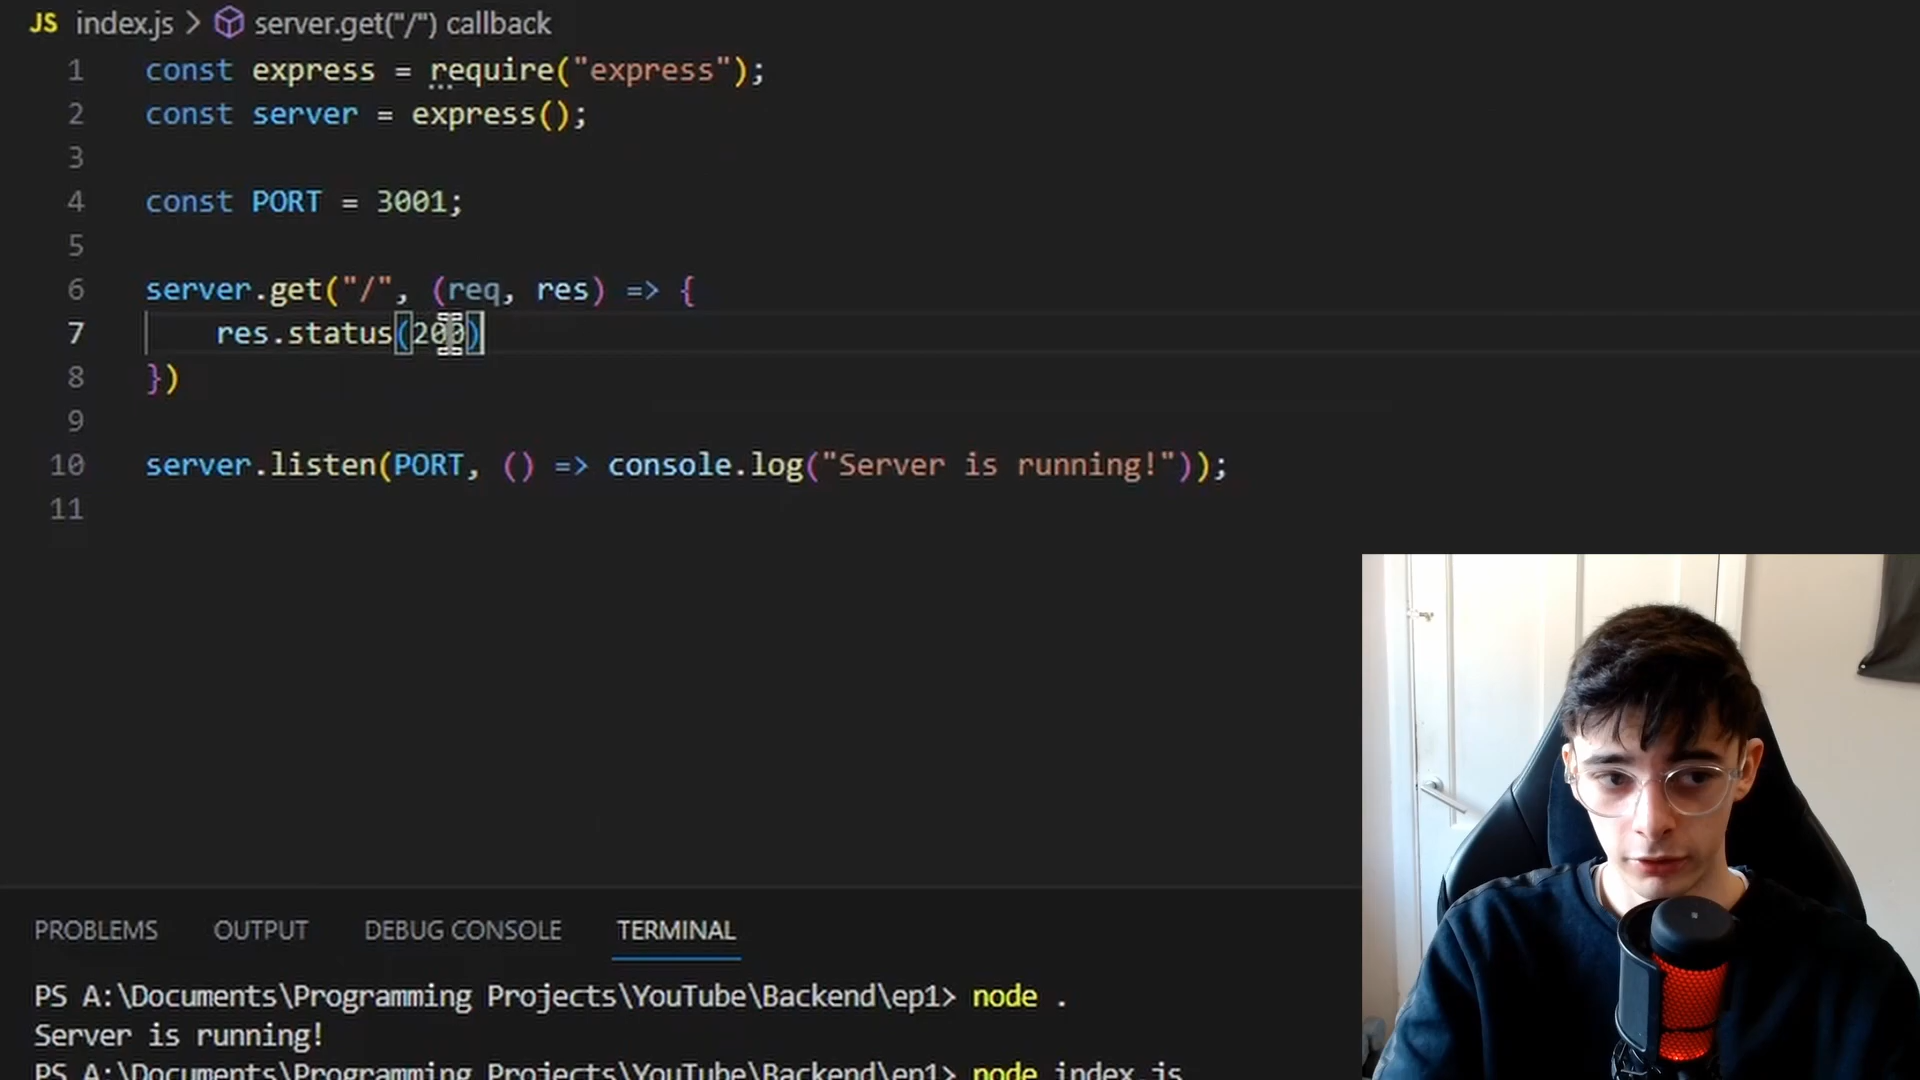 JS index.js > server.get("/") callback
1 const express = require("express");
2 const server = express();
3
4 const PORT = 3001;
5
6 server.get("/", (req, res) => {
7 res.status(200)
8 })
9
10 server.listen(PORT, () => console.log("Server is running!"));
11
PROBLEMS OUTPUT DEBUG CONSOLE TERMINAL
PS A:\Documents\Programming Projects\YouTube\Backend\ep1> node .
Server is running!
PS A:\Documents\Programming Projects\YouTube\Backend\ep1> node index.js